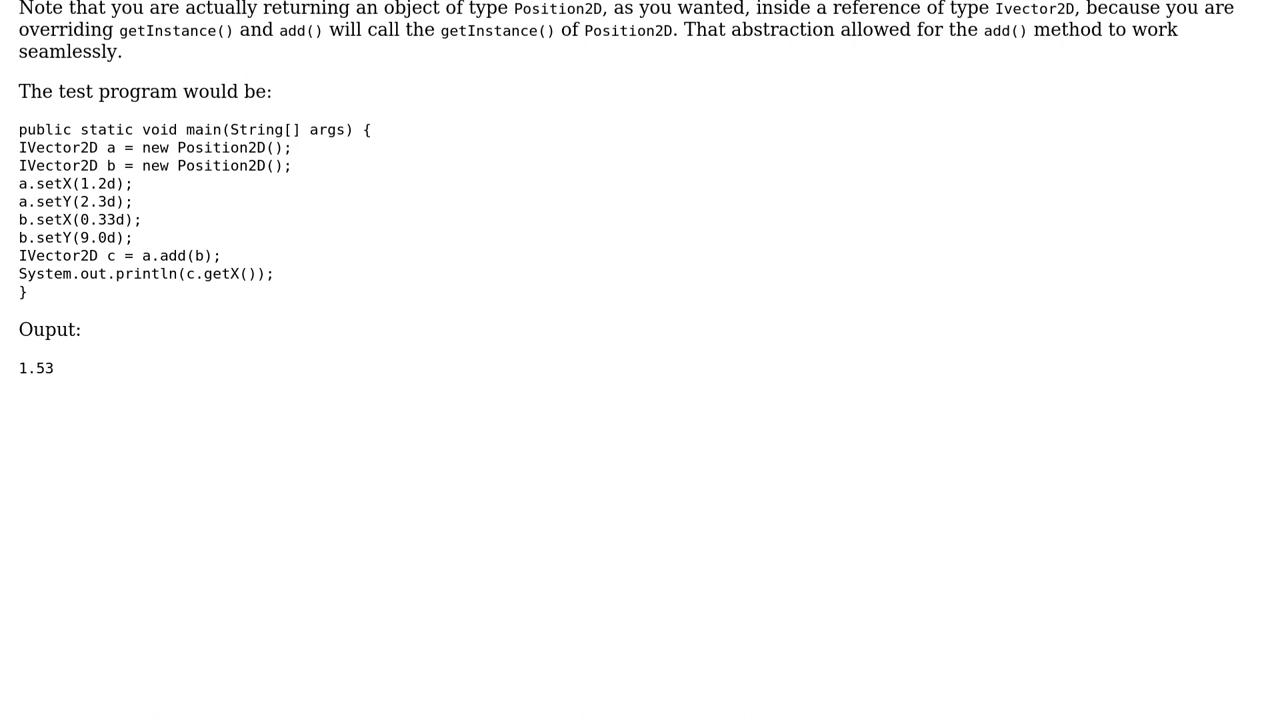 Note that you are actually returning an object of type Position2D, as you wanted, inside a reference of type Ivector2D, because you are
overriding getInstance() and add() will call the getInstance() of Position2D. That abstraction allowed for the add() method to work
seamlessly.
The test program would be:
public static void main(String[] args) {
IVector2D a = new Position2D();
IVector2D b = new Position2D();
a.setX(1.2d);
a.setY(2.3d);
b.setX(0.33d);
b.setY(9.0d);
IVector2D c = a.add(b);
System.out.println(c.getX());
}
Ouput:
1.53